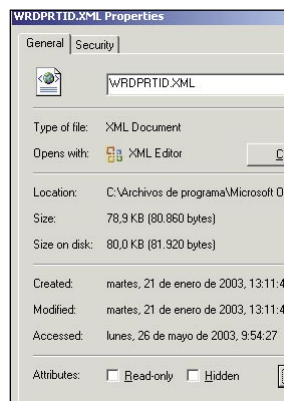 WRDPRTID.XML Properties
General Security
WRDPRTID.XML
Type of file: XML Document
Opens with: XML Editor C
Location: C:\Archivos de programa\Microsoft O
Size: 78,9 KB (80.860 bytes)
Size on disk: 80,0 KB (81.920 bytes)
Created: martes, 21 de enero de 2003, 13:11:4
Modified: martes, 21 de enero de 2003, 13:11:4
Accessed: lunes, 26 de mayo de 2003, 9:54:27
Attributes: Read-only Hidden